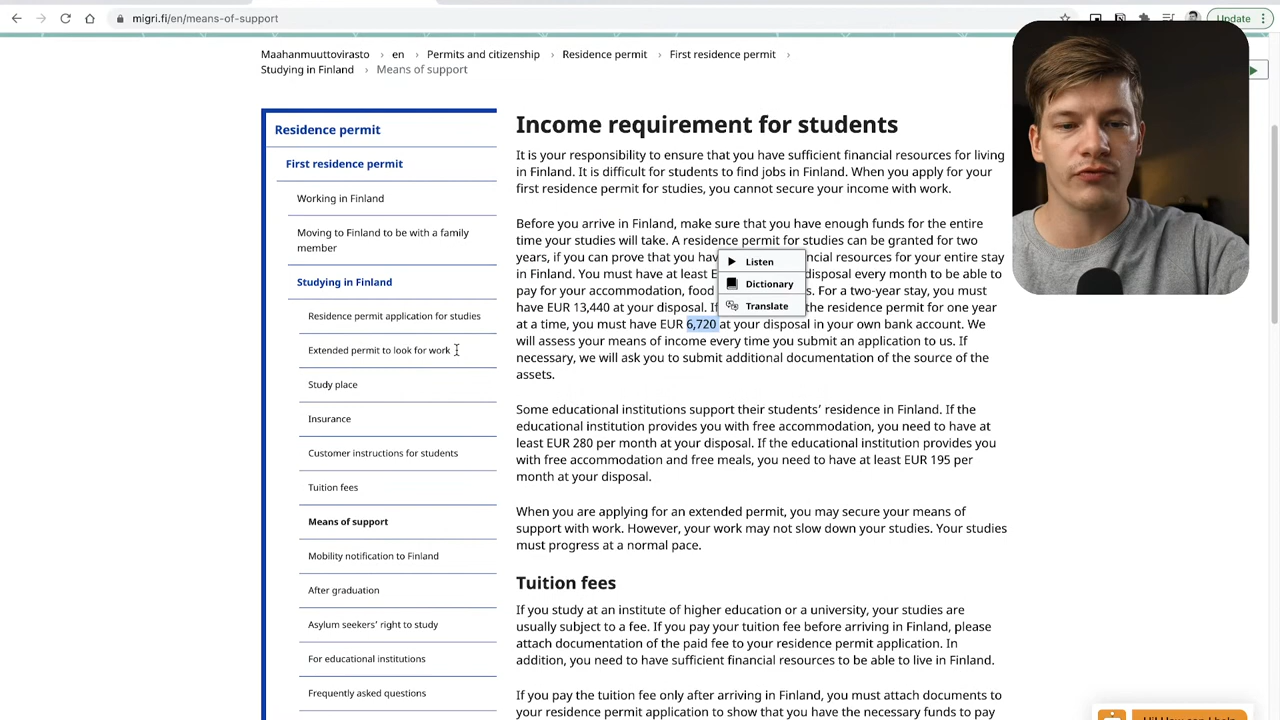 migri.fi/en/means-of-support
Update
Maahanmuuttovirasto > en > Permits and citizenship > Residence permit > First residence permit >
Studying in Finland > Means of support
Residence permit
First residence permit
Working in Finland
Moving to Finland to be with a family
member
Studying in Finland
Residence permit application for studies
Extended permit to look for work
Study place
Insurance
Customer instructions for students
Tuition fees
Means of support
Mobility notification to Finland
After graduation
Asylum seekers’ right to study
For educational institutions
Frequently asked questions
Income requirement for students
It is your responsibility to ensure that you have sufficient financial resources for living
in Finland. It is difficult for students to find jobs in Finland. When you apply for your
first residence permit for studies, you cannot secure your income with work.
Before you arrive in Finland, make sure that you have enough funds for the entire
time your studies will take. A residence permit for studies can be granted for two
years, if you can prove that you hav ncial resources for your entire stay
in Finland. You must have at least E disposal every month to be able to
pay for your accommodation, food s. For a two-year stay, you must
have EUR 13,440 at your disposal. If the residence permit for one year
at a time, you must have EUR 6,720 at your disposal in your own bank account. We
will assess your means of income every time you submit an application to us. If
necessary, we will ask you to submit additional documentation of the source of the
assets.
Listen
Dictionary
Translate
Some educational institutions support their students’ residence in Finland. If the
educational institution provides you with free accommodation, you need to have at
least EUR 280 per month at your disposal. If the educational institution provides you
with free accommodation and free meals, you need to have at least EUR 195 per
month at your disposal.
When you are applying for an extended permit, you may secure your means of
support with work. However, your work may not slow down your studies. Your studies
must progress at a normal pace.
Tuition fees
If you study at an institute of higher education or a university, your studies are
usually subject to a fee. If you pay your tuition fee before arriving in Finland, please
attach documentation of the paid fee to your residence permit application. In
addition, you need to have sufficient financial resources to be able to live in Finland.
If you pay the tuition fee only after arriving in Finland, you must attach documents to
your residence permit application to show that you have the necessary funds to pay